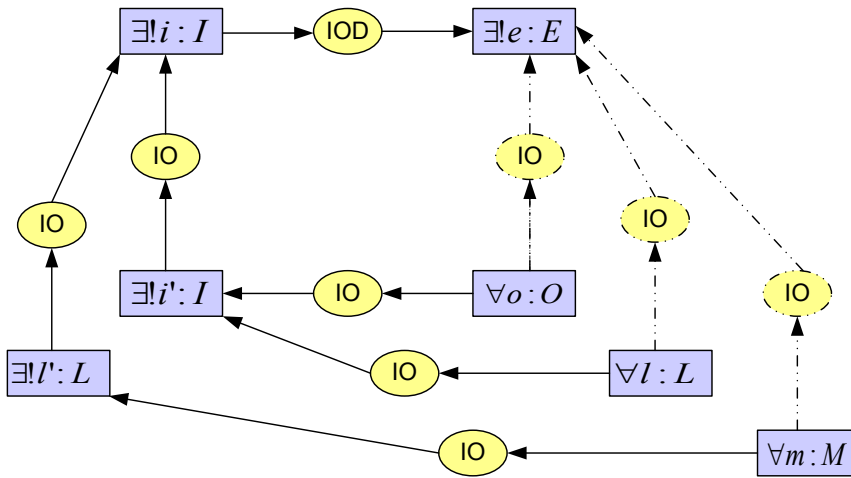 ∃!i : I
IOD
∃!e : E
IO
IO
IO
IO
∃!i' : I
IO
∀o : O
IO
∃!l' : L
IO
∀l : L
IO
∀m : M